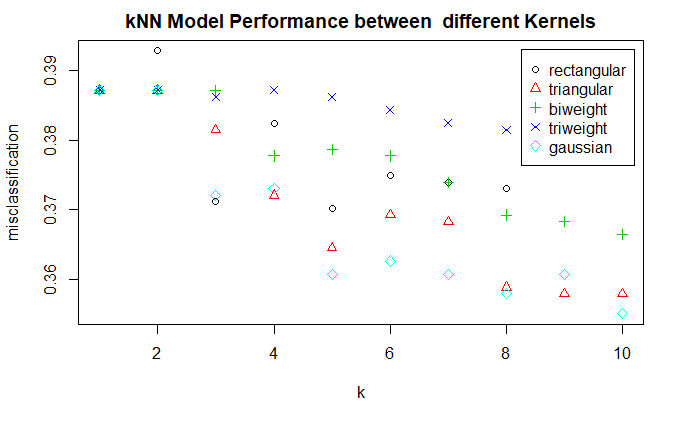 kNN Model Performance between  different Kernels
rectangular
triangular
biweight
triweight
gaussian
misclassification
0.39
0.38
0.37
0.36
2 4 6 8 10
k